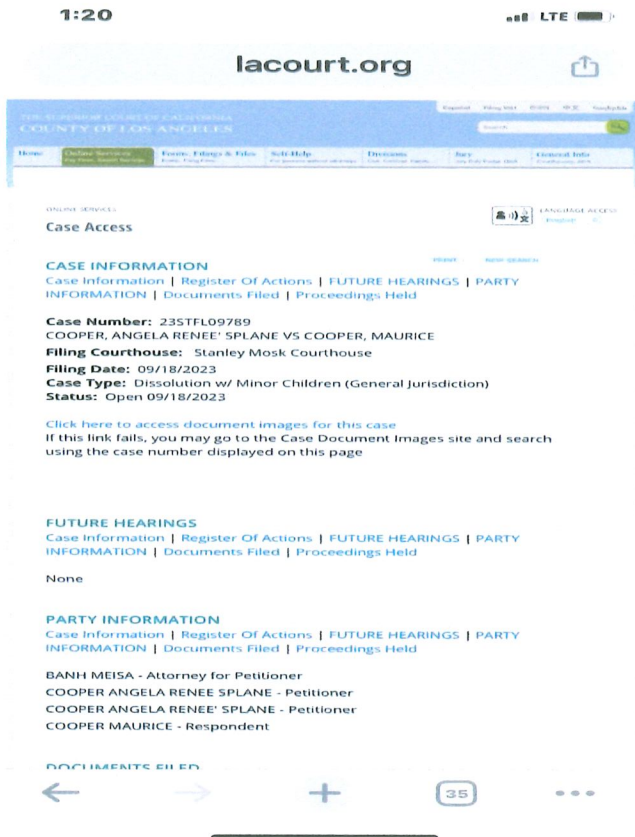 1:20
LTE
lacourt.org
THE SUPERIOR COURT OF CALIFORNIA
COUNTY OF LOS ANGELES
Search
Home
Online Services
Forms, Filings & Files
Self-Help
Divisions
Jury
General Info
ONLINE SERVICES
LANGUAGE ACCESS
Case Access
PRINT NEW SEARCH
CASE INFORMATION
Case Information | Register Of Actions | FUTURE HEARINGS | PARTY
INFORMATION | Documents Filed | Proceedings Held
Case Number: 23STFL09789
COOPER, ANGELA RENEE' SPLANE VS COOPER, MAURICE
Filing Courthouse: Stanley Mosk Courthouse
Filing Date: 09/18/2023
Case Type: Dissolution w/ Minor Children (General Jurisdiction)
Status: Open 09/18/2023
Click here to access document images for this case
If this link fails, you may go to the Case Document Images site and search
using the case number displayed on this page
FUTURE HEARINGS
Case Information | Register Of Actions | FUTURE HEARINGS | PARTY
INFORMATION | Documents Filed | Proceedings Held
None
PARTY INFORMATION
Case Information | Register Of Actions | FUTURE HEARINGS | PARTY
INFORMATION | Documents Filed | Proceedings Held
BANH MEISA - Attorney for Petitioner
COOPER ANGELA RENEE SPLANE - Petitioner
COOPER ANGELA RENEE' SPLANE - Petitioner
COOPER MAURICE - Respondent
DOCUMENTS FILED
35